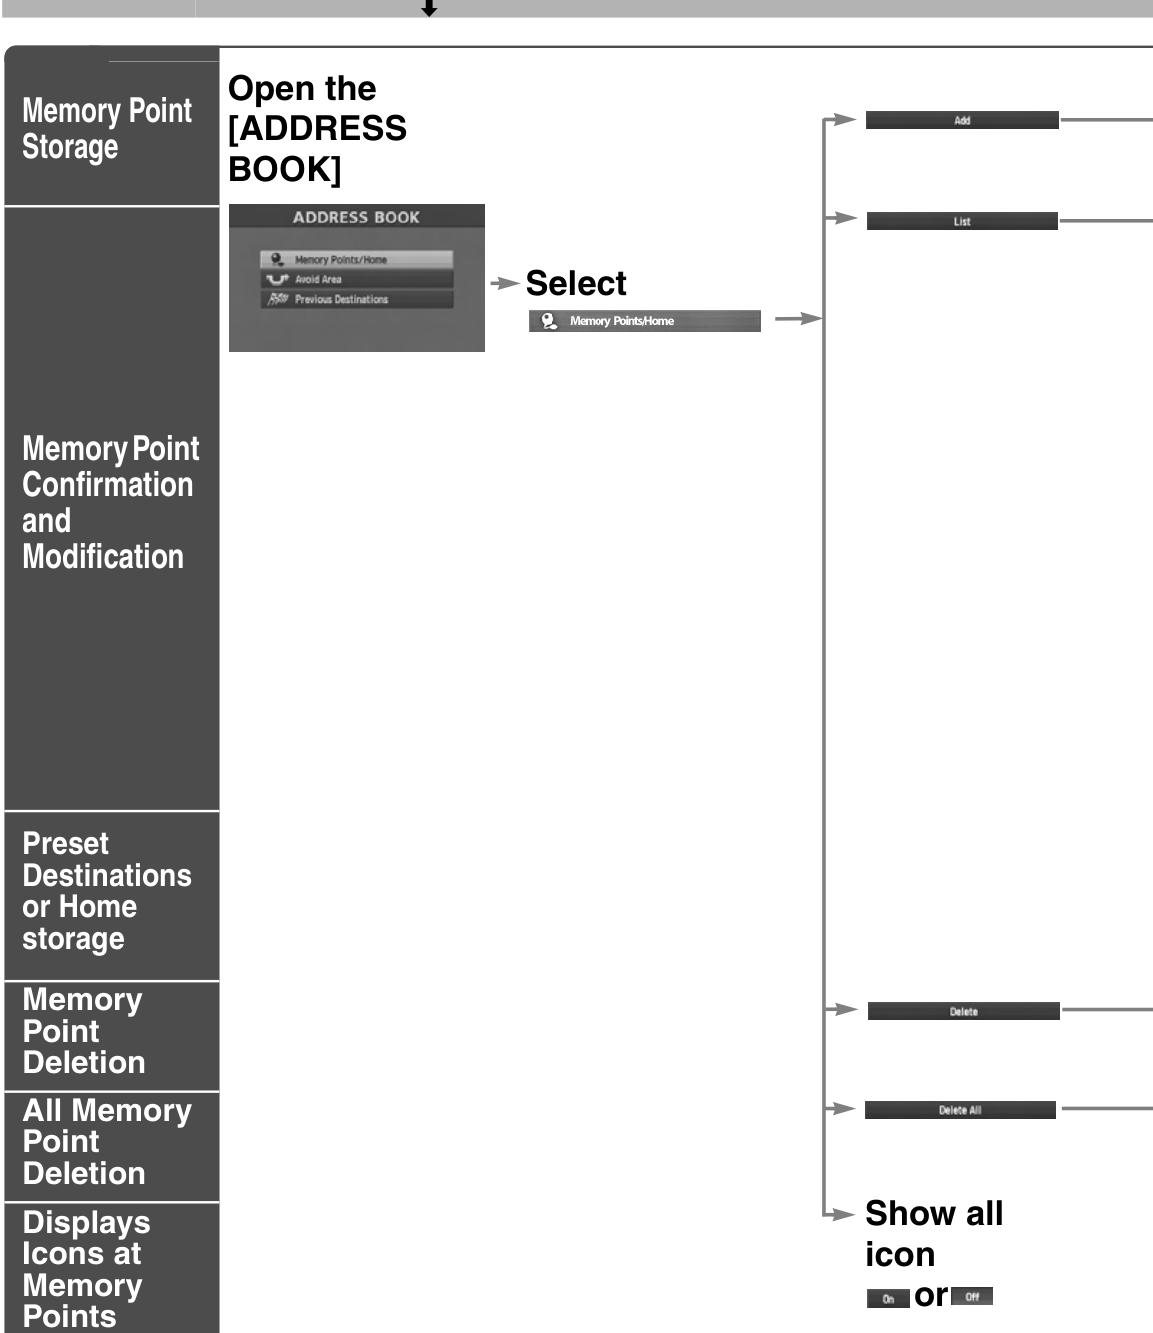 Memory Point
Storage
Open the
[ADDRESS
BOOK]
ADDRESS BOOK
Memory Points/Home
Avoid Area
Previous Destinations
Select
Memory Points/Home
Add
List
Memory Point
Confirmation
and
Modification
Preset
Destinations
or Home
storage
Memory
Point
Deletion
Delete
All Memory
Point
Deletion
Delete All
Displays
Icons at
Memory
Points
Show all
icon
On or Off